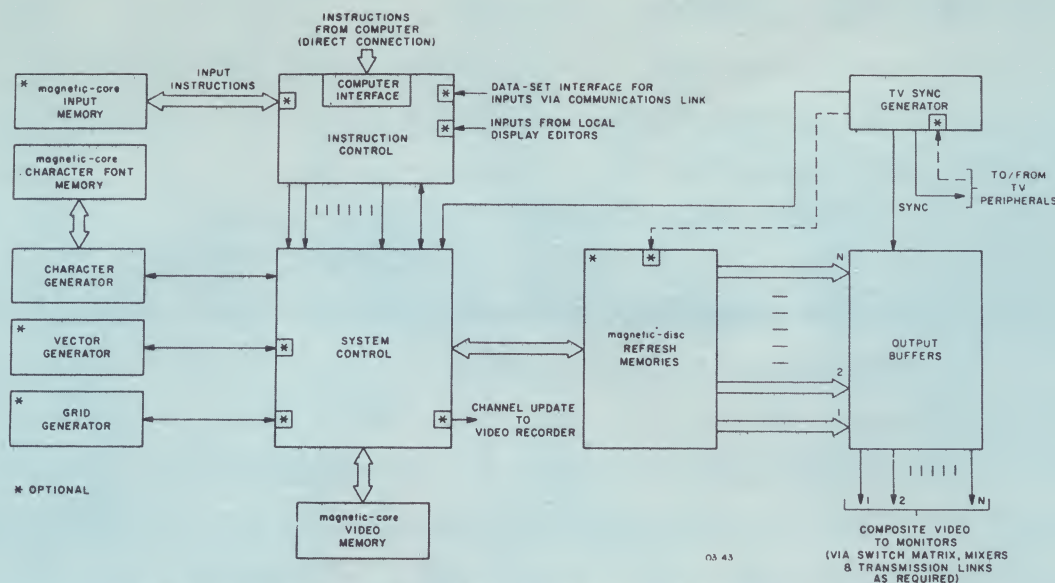 INSTRUCTIONS
FROM COMPUTER
(DIRECT CONNECTION)
* magnetic-core
INPUT
MEMORY
INPUT
INSTRUCTIONS
COMPUTER
INTERFACE
*
*
*
INSTRUCTION
CONTROL
DATA-SET INTERFACE FOR
INPUTS VIA COMMUNICATIONS LINK
INPUTS FROM LOCAL
DISPLAY EDITORS
TV SYNC
GENERATOR
*
TO/FROM
TV
PERIPHERALS
SYNC
magnetic-core
CHARACTER FONT
MEMORY
CHARACTER
GENERATOR
*
VECTOR
GENERATOR
*
GRID
GENERATOR
SYSTEM
CONTROL
*
*
*
CHANNEL UPDATE
TO
VIDEO RECORDER
*
*
magnetic-disc
REFRESH
MEMORIES
N
2
1
OUTPUT
BUFFERS
* OPTIONAL
magnetic-core
VIDEO
MEMORY
1 2 N
COMPOSITE VIDEO
TO MONITORS
(VIA SWITCH MATRIX, MIXERS
& TRANSMISSION LINKS
AS REQUIRED)
03 43